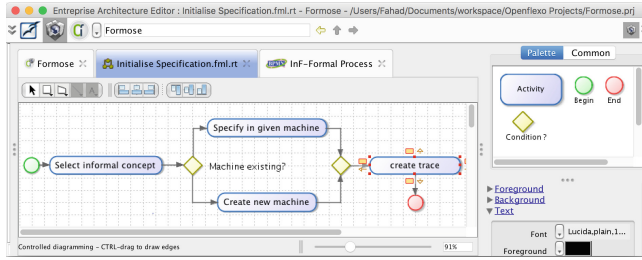 Entreprise Architecture Editor : Initialise Specification.fml.rt - Formose - /Users/Fahad/Documents/workspace/Openflexo Projects/Formose.prj
Formose
Formose
Initialise Specification.fml.rt
InF-Formal Process
Palette
Common
Activity
Begin
End
Condition ?
Specify in given machine
Select informal concept
Machine existing?
create trace
Create new machine
Foreground
Background
Text
Font
Lucida,plain,1...
Foreground
Controlled diagramming - CTRL-drag to draw edges
91%